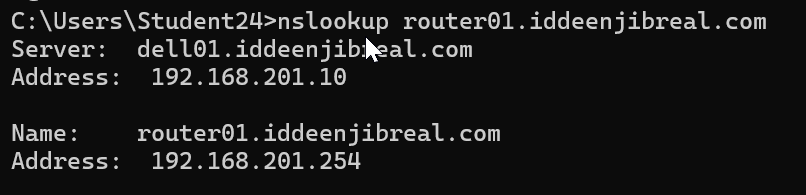 C:\Users\Student24>nslookup router01.iddeenjibreal.com
Server:  dell01.iddeenjibreal.com
Address:  192.168.201.10

Name:    router01.iddeenjibreal.com
Address:  192.168.201.254